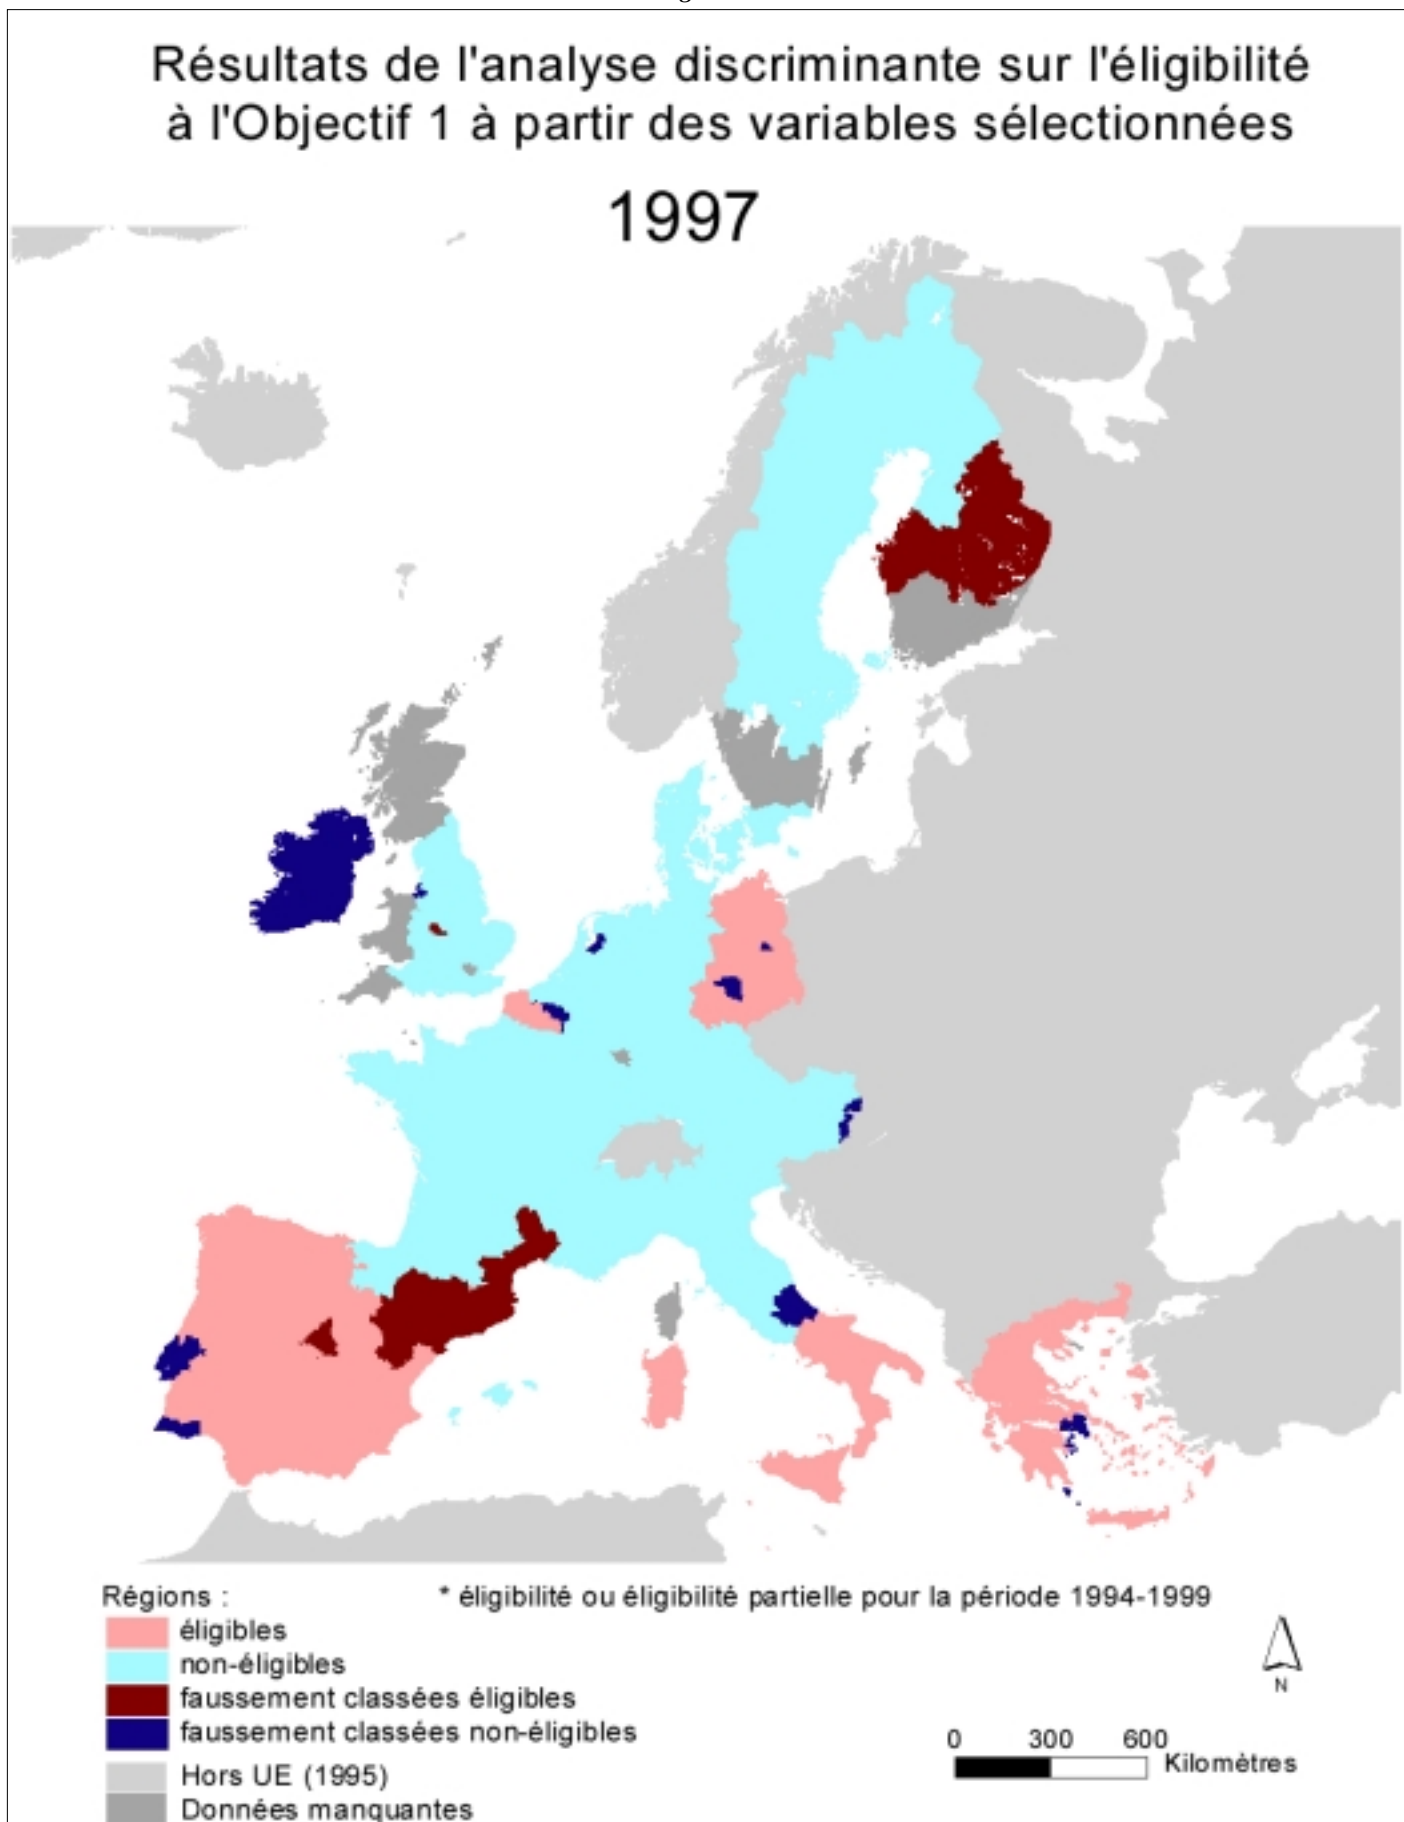 Résultats de l'analyse discriminante sur l'éligibilité
à l'Objectif 1 à partir des variables sélectionnées
1997
Régions :
* éligibilité ou éligibilité partielle pour la période 1994-1999
éligibles
non-éligibles
faussement classées éligibles
faussement classées non-éligibles
Hors UE (1995)
Données manquantes
N
0 300 600
Kilomètres